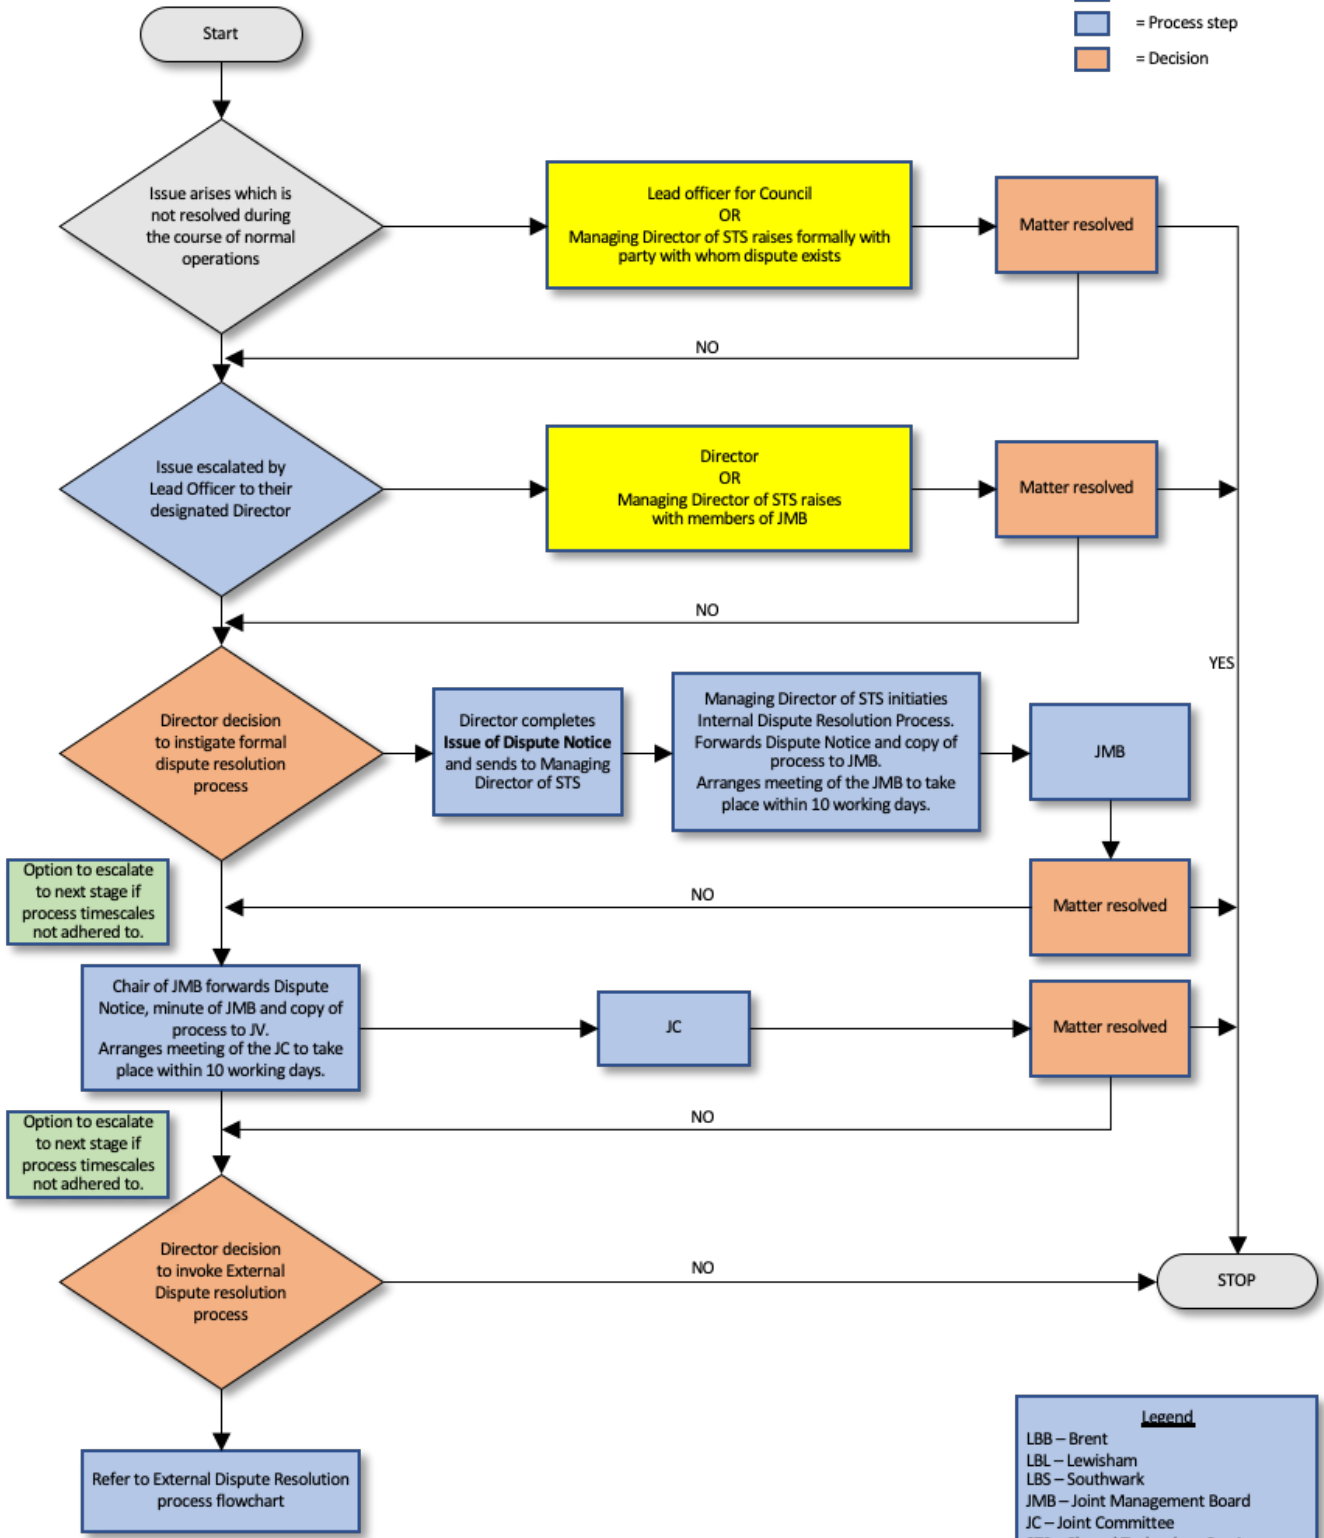 Start
= Process step
= Decision
Issue arises which is
not resolved during
the course of normal
operations
Lead officer for Council
OR
Managing Director of STS raises formally with
party with whom dispute exists
Matter resolved
NO
Issue escalated by
Lead Officer to their
designated Director
Director
OR
Managing Director of STS raises
with members of JMB
Matter resolved
NO
YES
Director decision
to instigate formal
dispute resolution
process
Director completes
Issue of Dispute Notice
and sends to Managing
Director of STS
Managing Director of STS initiaties
Internal Dispute Resolution Process.
Forwards Dispute Notice and copy of
process to JMB.
Arranges meeting of the JMB to take
place within 10 working days.
JMB
Option to escalate
to next stage if
process timescales
not adhered to.
NO
Matter resolved
Chair of JMB forwards Dispute
Notice, minute of JMB and copy of
process to JV.
Arranges meeting of the JC to take
place within 10 working days.
JC
Matter resolved
NO
Option to escalate
to next stage if
process timescales
not adhered to.
Director decision
to invoke External
Dispute resolution
process
NO
STOP
Refer to External Dispute Resolution
process flowchart
Legend
LBB – Brent
LBL – Lewisham
LBS – Southwark
JMB – Joint Management Board
JC – Joint Committee